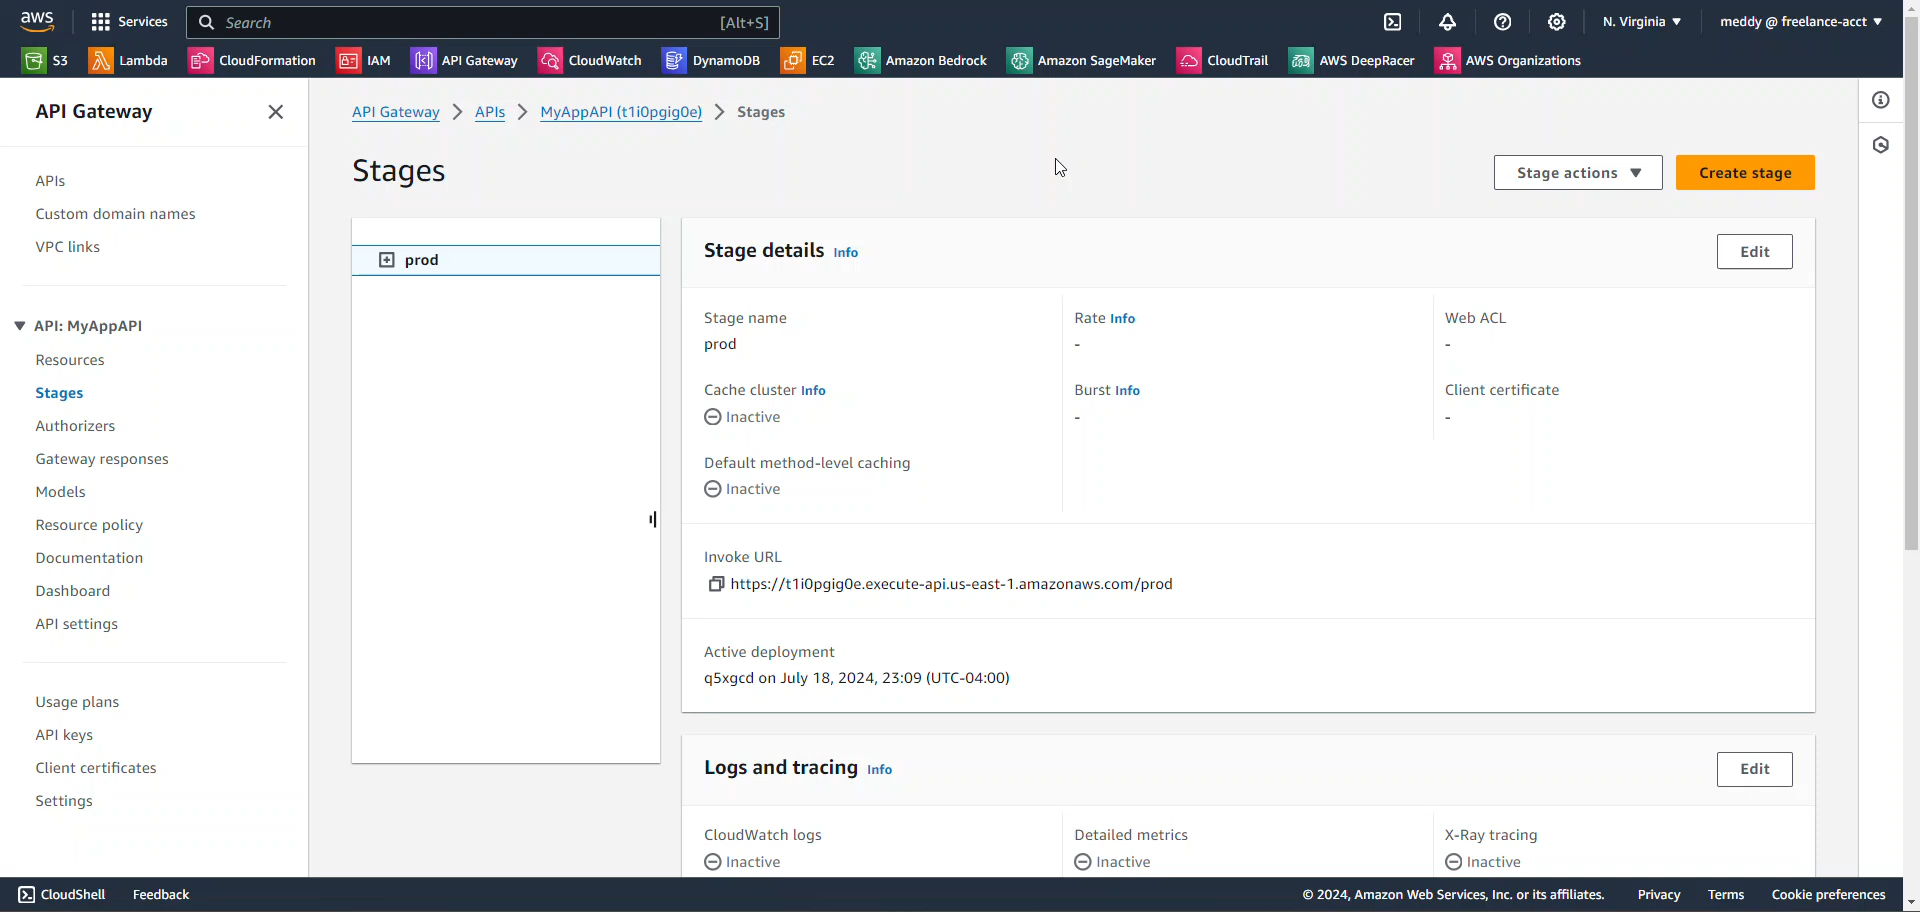 aws
Services
Search
[Alt+S]
N. Virginia
meddy @ freelance-acct
S3
Lambda
CloudFormation
IAM
API Gateway
CloudWatch
DynamoDB
EC2
Amazon Bedrock
Amazon SageMaker
CloudTrail
AWS DeepRacer
AWS Organizations
API Gateway
APIs
Custom domain names
VPC links
API: MyAppAPI
Resources
Stages
Authorizers
Gateway responses
Models
Resource policy
Documentation
Dashboard
API settings
Usage plans
API keys
Client certificates
Settings
API Gateway
APIs
MyAppAPI (t1i0pgig0e)
Stages
Stages
Stage actions
Create stage
prod
Stage details Info
Edit
Stage name
prod
Rate Info
-
Web ACL
-
Cache cluster Info
Inactive
Burst Info
-
Client certificate
-
Default method-level caching
Inactive
Invoke URL
https://t1i0pgig0e.execute-api.us-east-1.amazonaws.com/prod
Active deployment
q5xgcd on July 18, 2024, 23:09 (UTC-04:00)
Logs and tracing Info
Edit
CloudWatch logs
Inactive
Detailed metrics
Inactive
X-Ray tracing
Inactive
CloudShell
Feedback
© 2024, Amazon Web Services, Inc. or its affiliates.
Privacy
Terms
Cookie preferences